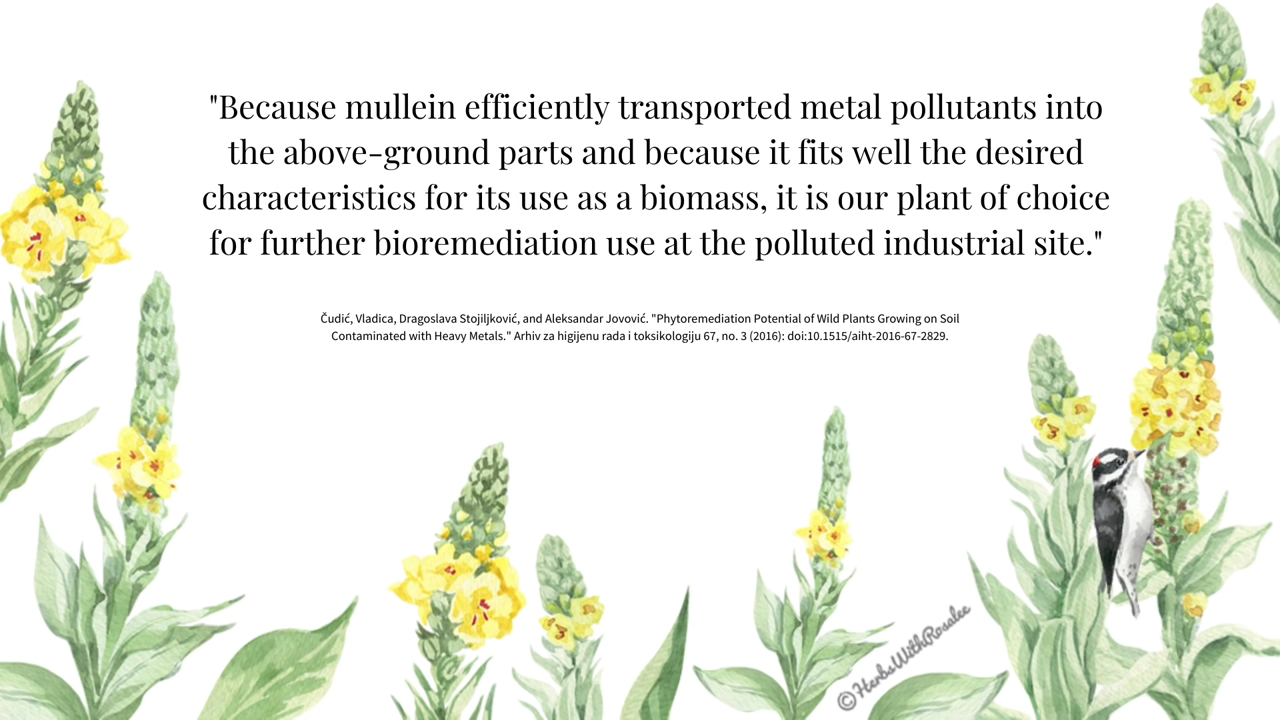 "Because mullein efficiently transported metal pollutants into
the above-ground parts and because it fits well the desired
characteristics for its use as a biomass, it is our plant of choice
for further bioremediation use at the polluted industrial site."
Čudić, Vladica, Dragoslava Stojiljković, and Aleksandar Jovović. "Phytoremediation Potential of Wild Plants Growing on Soil
Contaminated with Heavy Metals." Arhiv za higijenu rada i toksikologiju 67, no. 3 (2016): doi:10.1515/aiht-2016-67-2829.
©HerbsWithRosalee